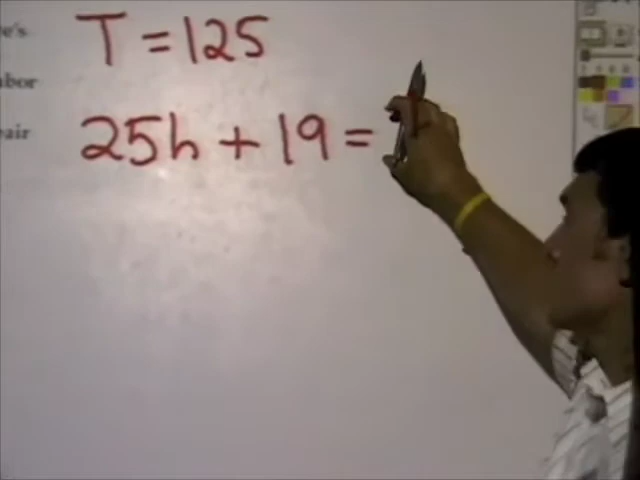 T = 125
25h + 19 =